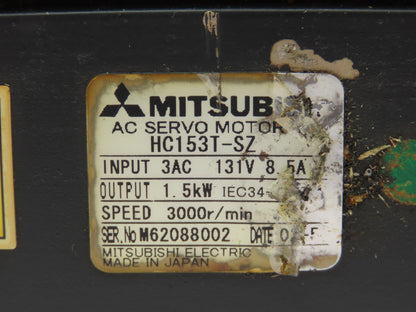 MITSUBISHI
AC SERVO MOTOR
HC153T-SZ
INPUT 3AC 131V 8.5A
OUTPUT 1.5kW IEC34-
SPEED 3000r/min
SER.No M62088002 DATE
MITSUBISHI ELECTRIC
MADE IN JAPAN